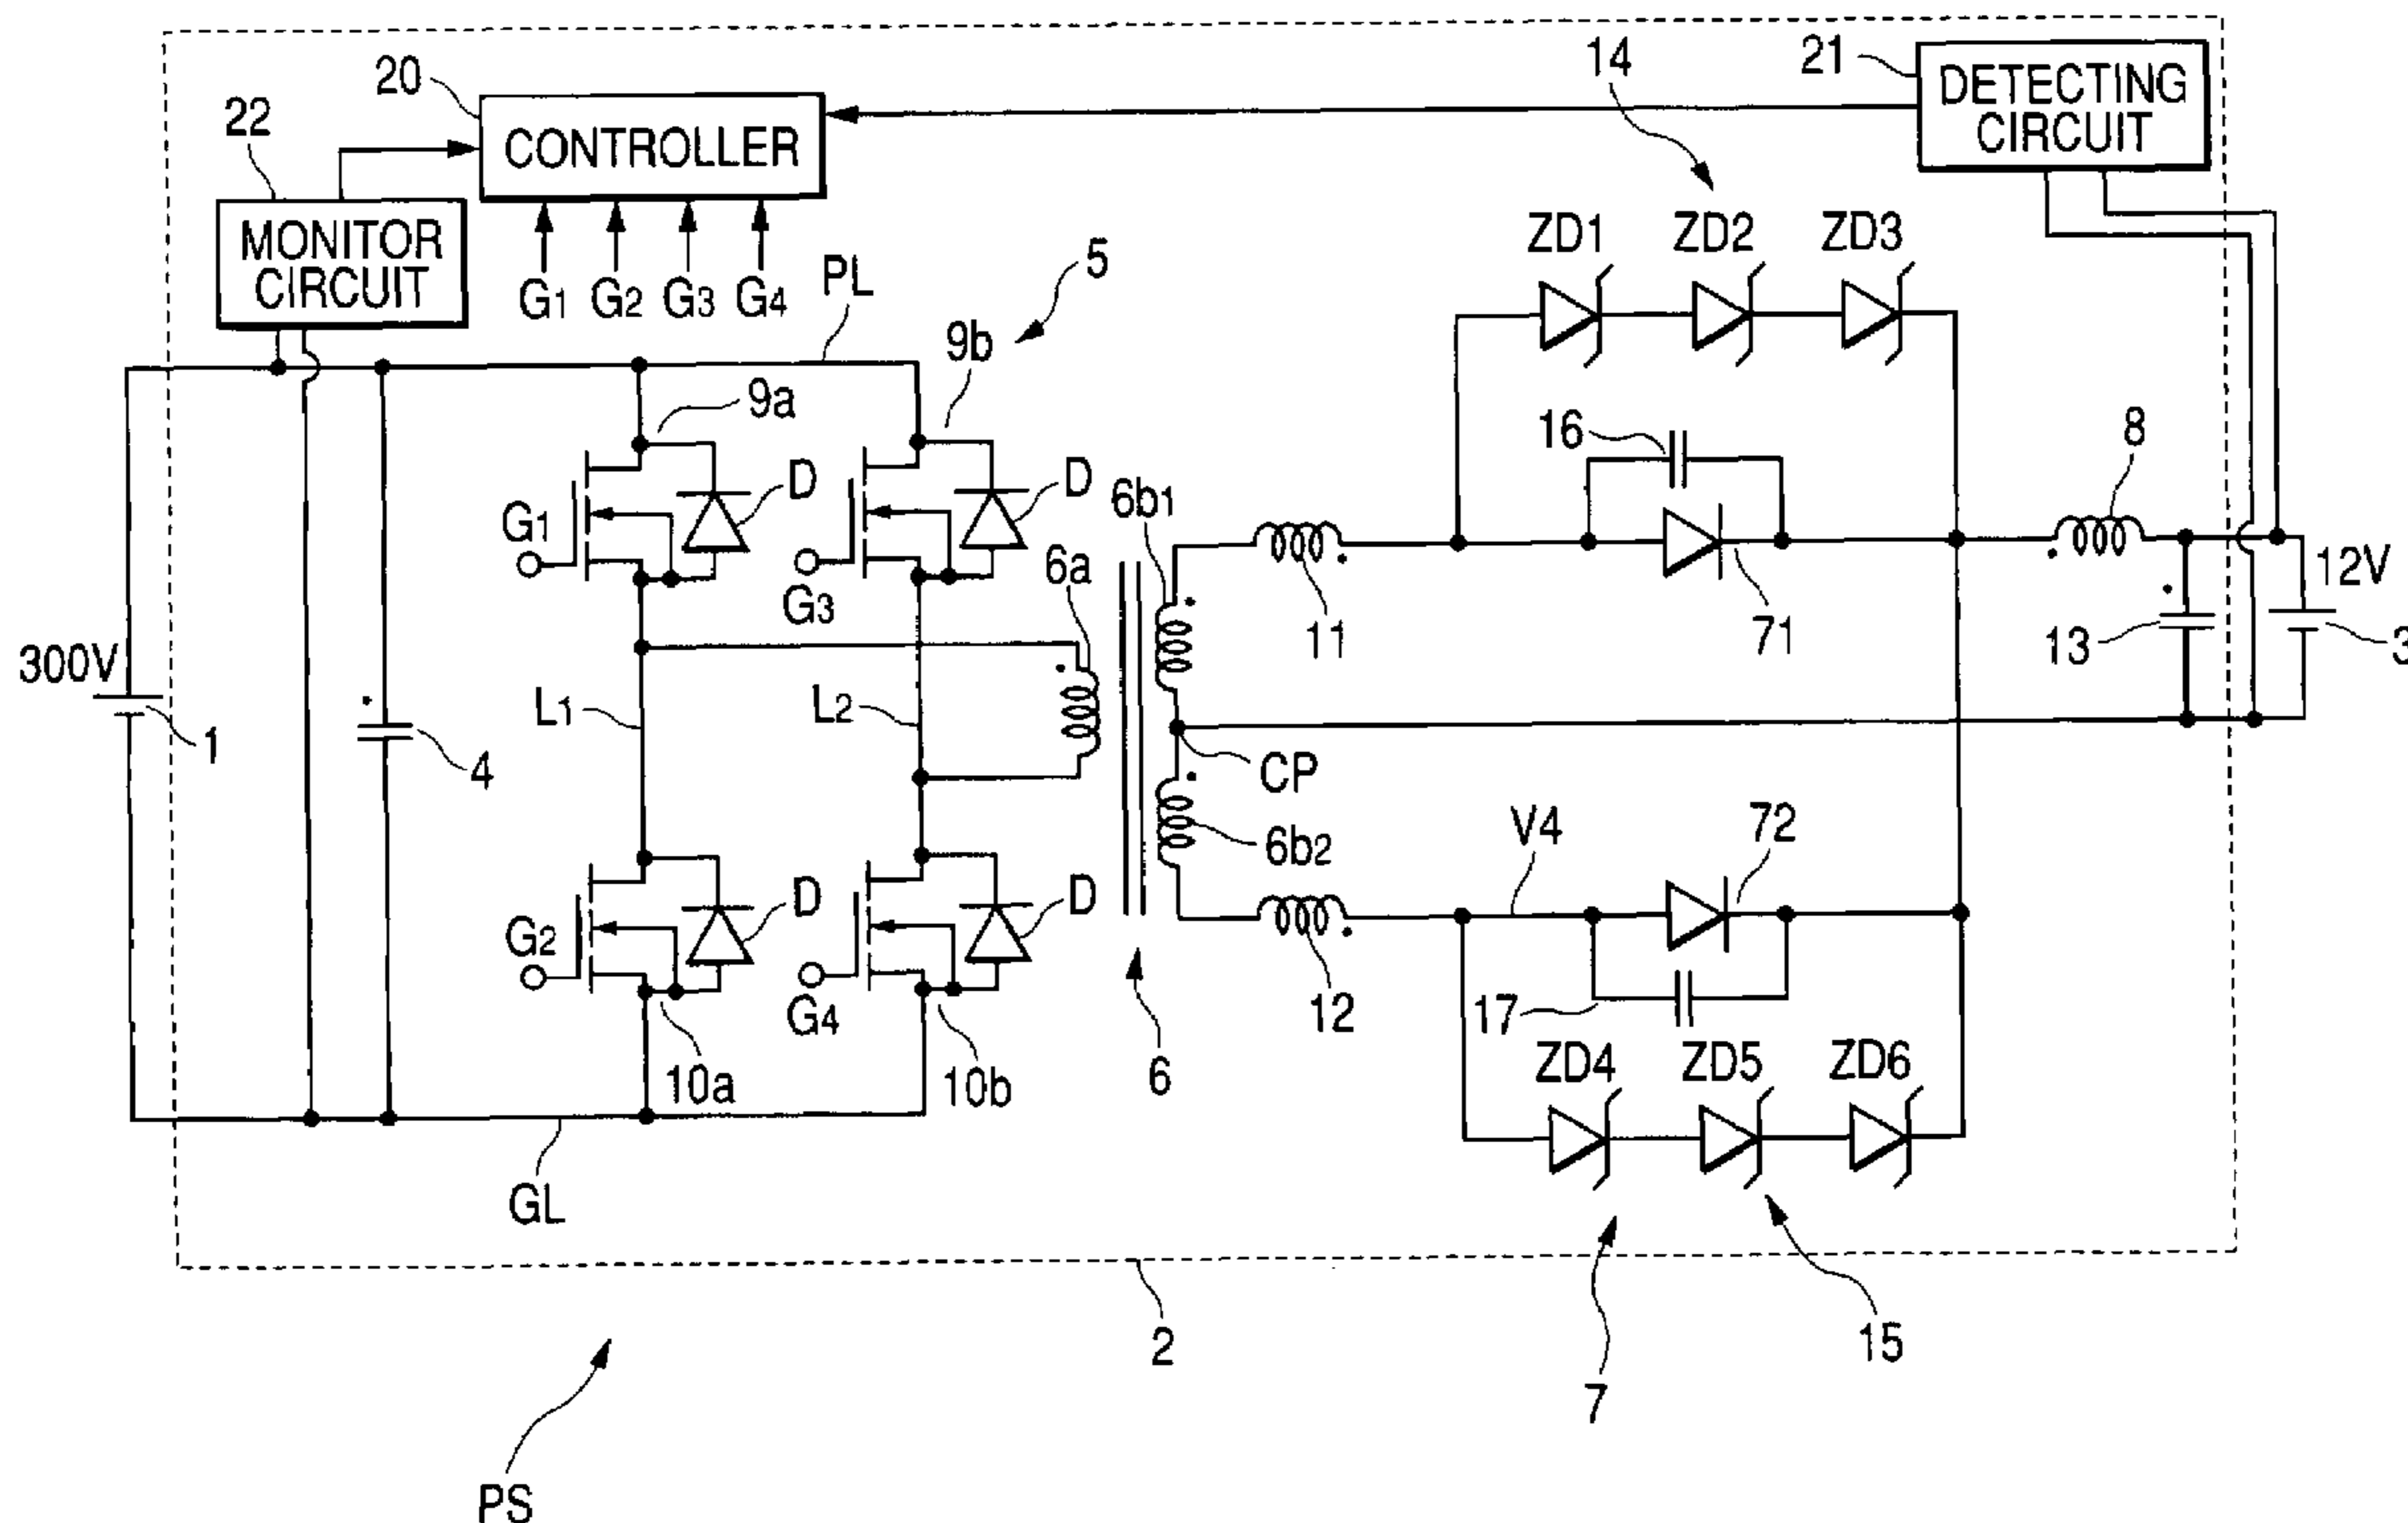 20
22
CONTROLLER
14
21
DETECTING
CIRCUIT
MONITOR
CIRCUIT
G1 G2 G3 G4
PL
5
ZD1 ZD2 ZD3
9b
9a
16
8
D
D
G1
6b1
G3
6a
11
71
12V
13
3
300V
1
4
L1
L2
CP
6b2
V4
72
D
D
G2
G4
12
17
10a
10b
6
ZD4 ZD5 ZD6
GL
2
7
15
PS